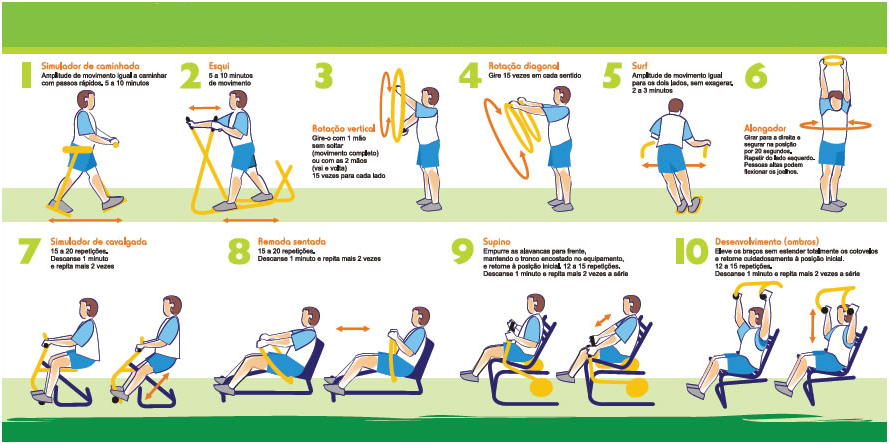 1
Simulador de caminhada
Amplitude de movimento igual a caminhar
com passos rápidos. 5 a 10 minutos
2
Esqui
5 a 10 minutos
de movimento
3
Rotação vertical
Gire-o com 1 mão
sem soltar
(movimento completo)
ou com as 2 mãos
(vai e volta)
15 vezes para cada lado
4
Rotação diagonal
Gire 15 vezes em cada sentido
5
Surf
Amplitude de movimento igual
para os dois lados, sem exagerar.
2 a 3 minutos
6
Alongador
Girar para a direita e
segurar na posição
por 20 segundos.
Repetir do lado esquerdo.
Pessoas altas podem
flexionar os joelhos.
7
Simulador de cavalgada
15 a 20 repetições.
Descanse 1 minuto
e repita mais 2 vezes
8
Remada sentada
15 a 20 repetições.
Descanse 1 minuto e repita mais 2 vezes
9
Supino
Empurre as alavancas para frente,
mantendo o tronco encostado no equipamento,
e retorne à posição inicial. 12 a 15 repetições.
Descanse 1 minuto e repita mais 2 vezes a série
10
Desenvolvimento (ombros)
Eleve os braços sem estender totalmente os cotovelos
e retorne cuidadosamente à posição inicial.
12 a 15 repetições.
Descanse 1 minuto e repita mais 2 vezes a série